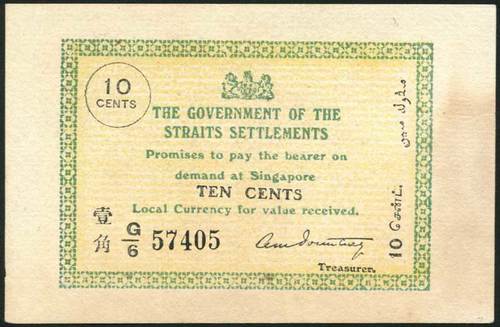 10
CENTS
THE GOVERNMENT OF THE
STRAITS SETTLEMENTS
Promises to pay the bearer on
demand at Singapore
TEN CENTS
Local Currency for value received.
壹
角
G/6 57405
Treasurer.
10 சென்ட்.